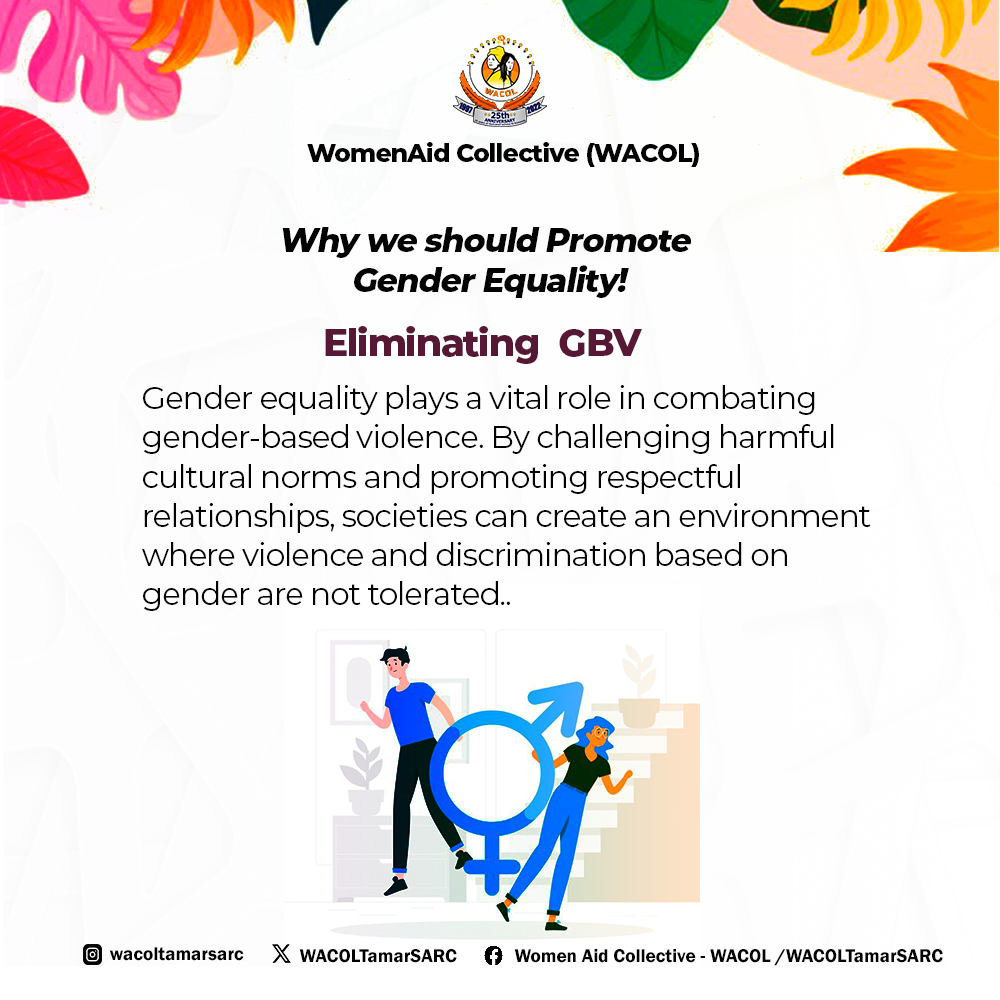 WACOL
1997 25th 2022
ANNIVERSARY
WomenAid Collective (WACOL)
Why we should Promote
Gender Equality!
Eliminating GBV
Gender equality plays a vital role in combating
gender-based violence. By challenging harmful
cultural norms and promoting respectful
relationships, societies can create an environment
where violence and discrimination based on
gender are not tolerated..
wacoltamarsarc WACOLTamarSARC Women Aid Collective - WACOL /WACOLTamarSARC